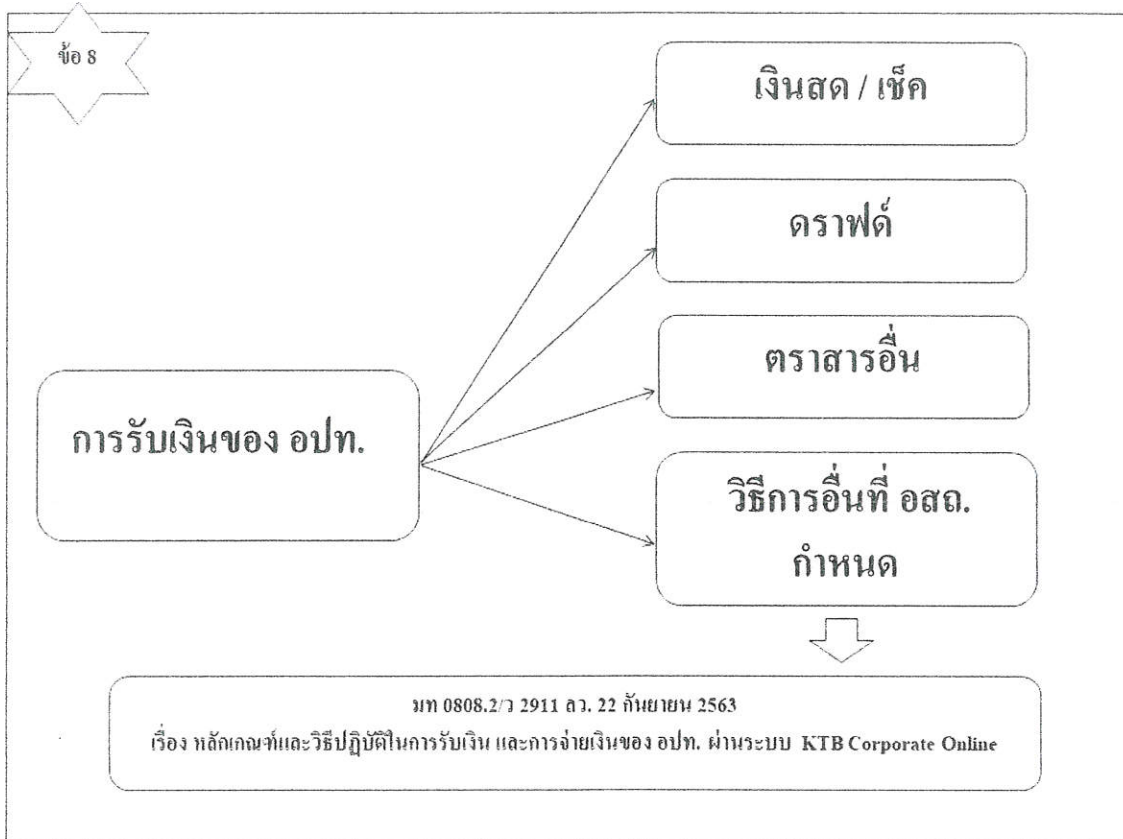 ข้อ 8
เงินสด / เช็ค
ดราฟต์
ตราสารอื่น
การรับเงินของ อปท.
วิธีการอื่นที่ อสถ.
กำหนด
มท 0808.2/ว 2911 ลว. 22 กันยายน 2563
เรื่อง หลักเกณฑ์และวิธีปฏิบัติในการรับเงิน และการจ่ายเงินของ อปท. ผ่านระบบ KTB Corporate Online